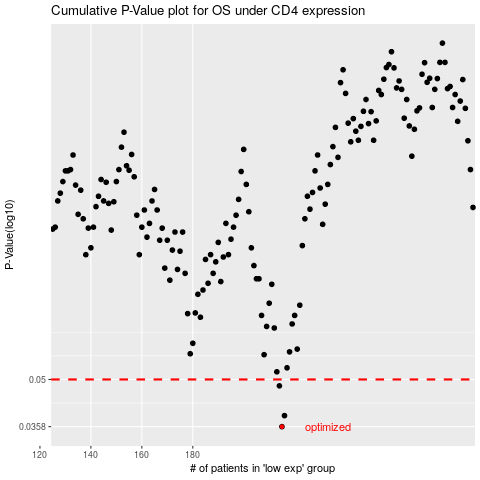 Cumulative P-Value plot for OS under CD4 expression
P-Value(log10)
0.05
0.0358
optimized
120 140 160 180
# of patients in 'low exp' group